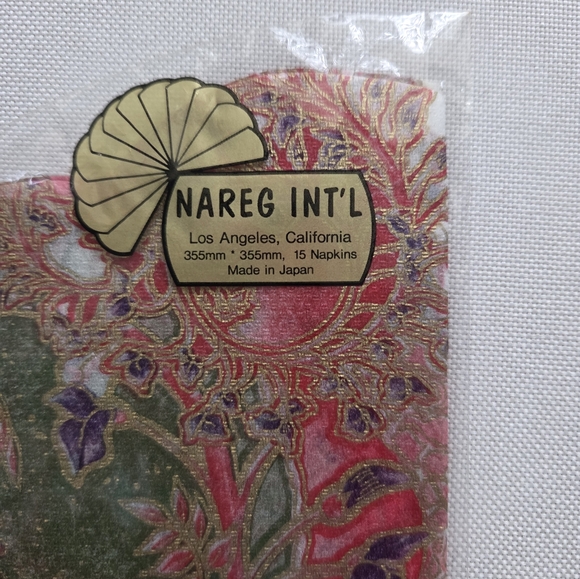 NAREG INT'L
Los Angeles, California
355mm * 355mm, 15 Napkins
Made in Japan